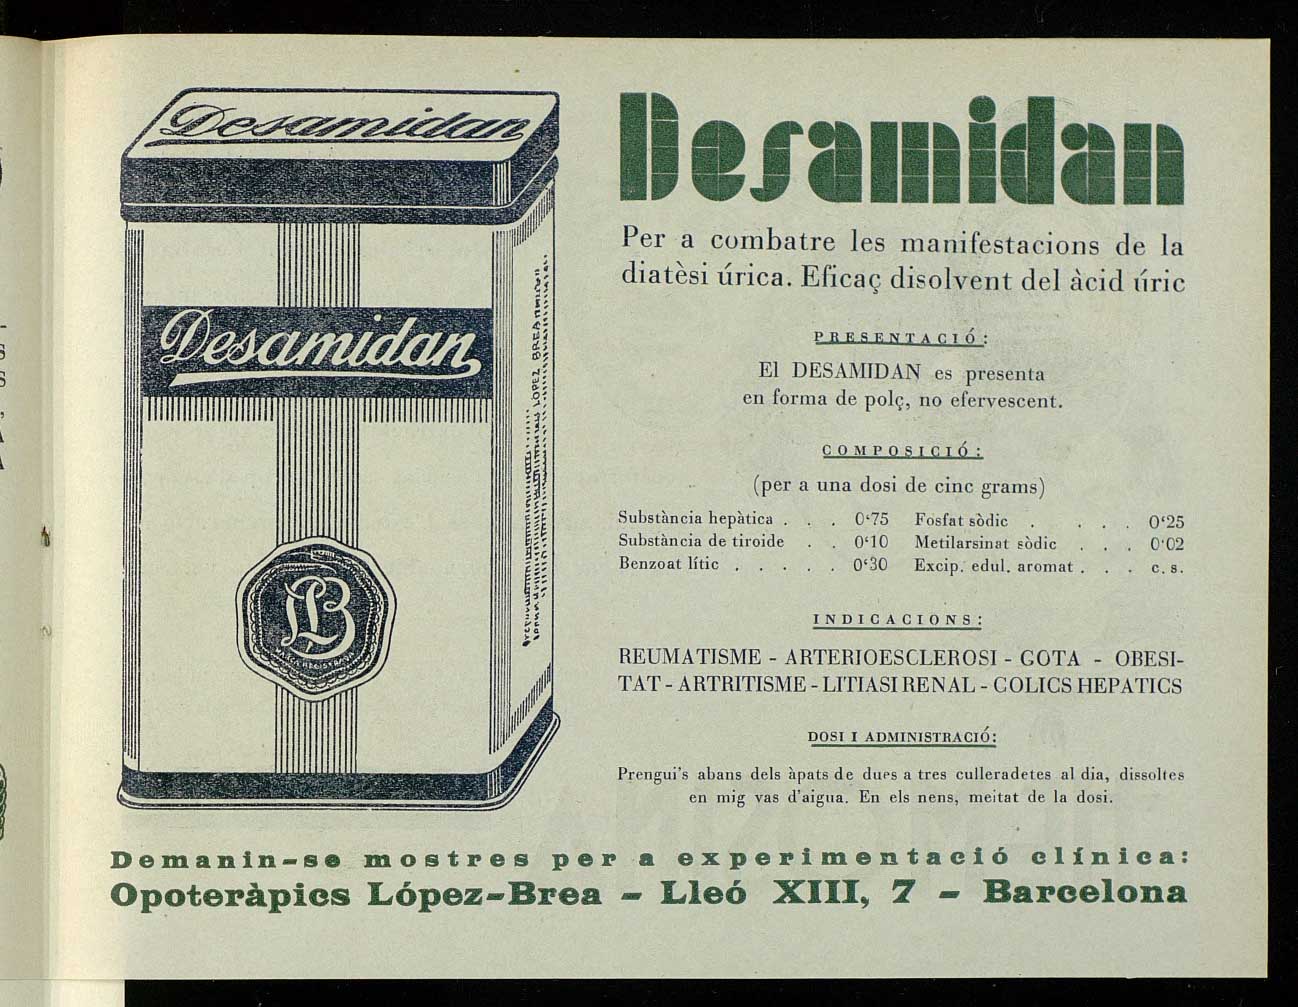 Desamidan
Desamidan
LÓPEZ BREA
LB
MARCA REGISTRADA
Desamidan
Per a combatre les manifestacions de la
diatèsi úrica. Eficaç disolvent del àcid úric
PRESENTACIÓ:
El DESAMIDAN es presenta
en forma de polç, no efervescent.
COMPOSICIÓ:
(per a una dosi de cinc grams)
Substància hepàtica . . . 0‘75 Fosfat sòdic . . . . 0‘25
Substància de tiroide . . 0‘10 Metilarsinat sòdic . . . 0‘02
Benzoat lític . . . . . 0‘30 Excip. edul. aromat . . . c. s.
INDICACIONS:
REUMATISME - ARTERIOESCLEROSI - GOTA - OBESI-
TAT - ARTRITISME - LITIASI RENAL - COLICS HEPATICS
DOSI I ADMINISTRACIÓ:
Prengui's abans dels àpats de dues a tres culleradetes al dia, dissoltes
en mig vas d'aigua. En els nens, meitat de la dosi.
Demanin-se mostres per a experimentació clínica:
Opoteràpics López-Brea - Lleó XIII, 7 - Barcelona